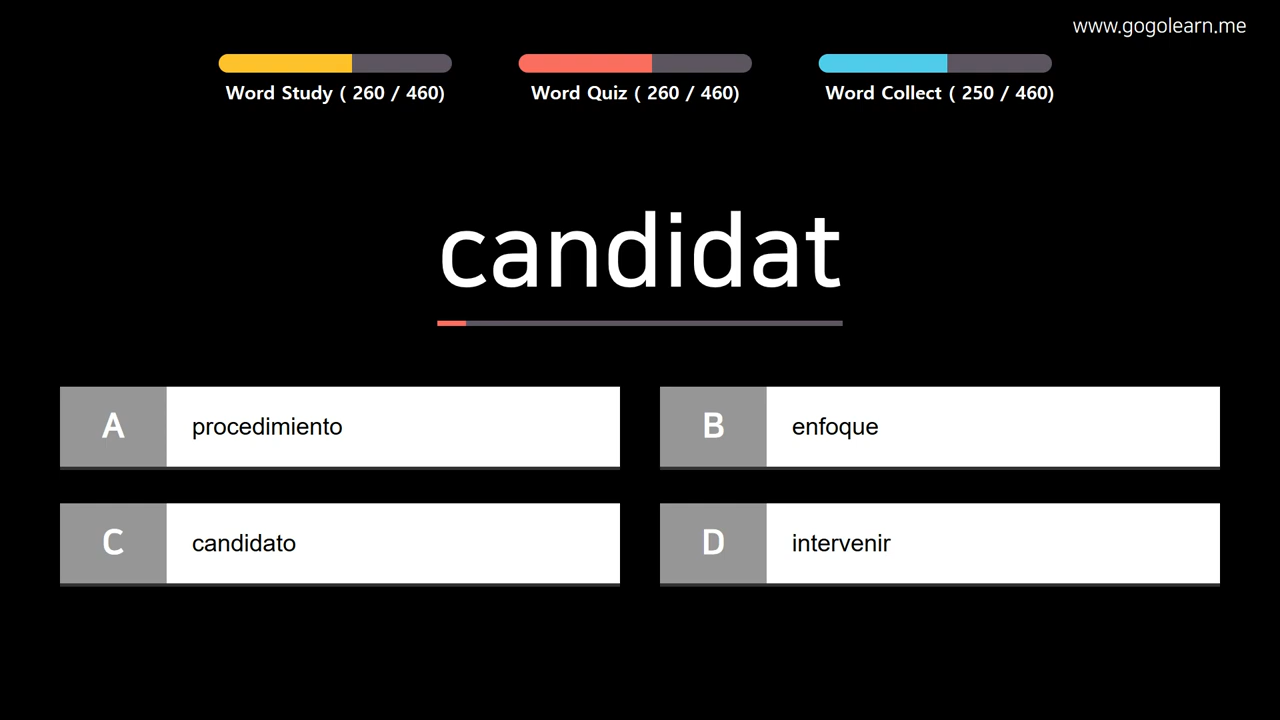 www.gogolearn.me
Word Study ( 260 / 460)
Word Quiz ( 260 / 460)
Word Collect ( 250 / 460)
candidat
A procedimiento
B enfoque
C candidato
D intervenir